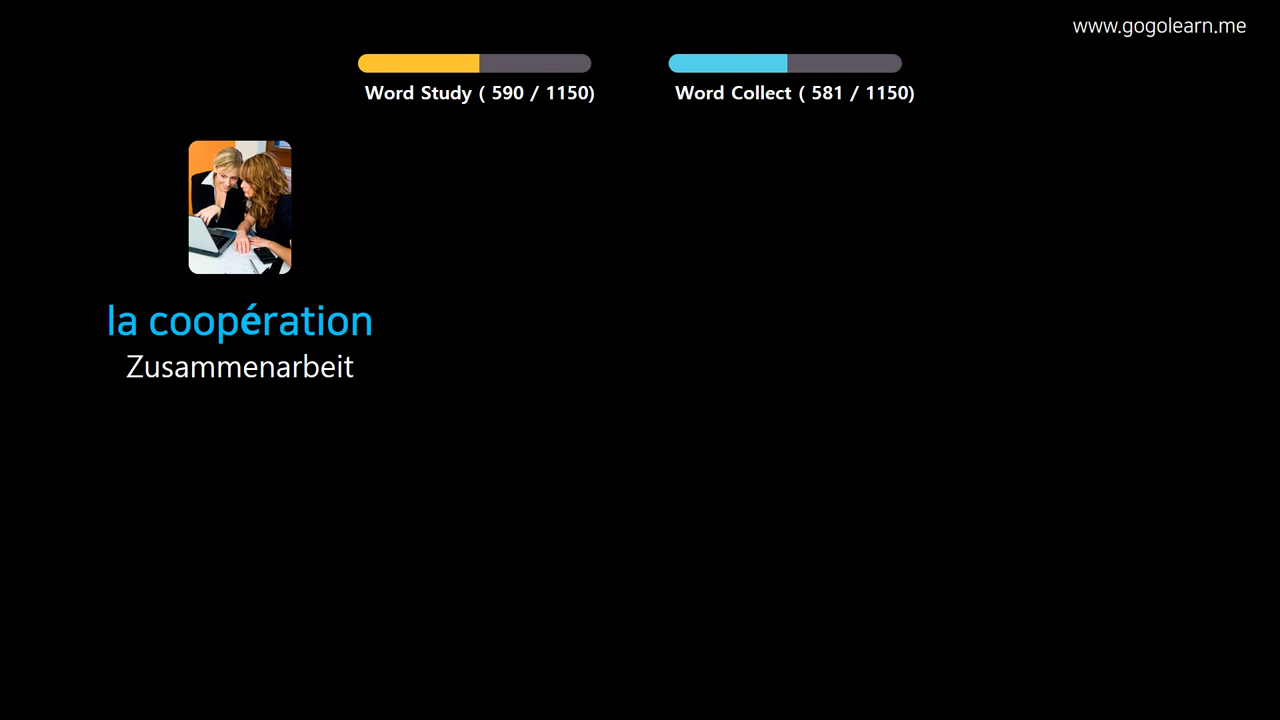 www.gogolearn.me
Word Study ( 590 / 1150)
Word Collect ( 581 / 1150)
la coopération
Zusammenarbeit